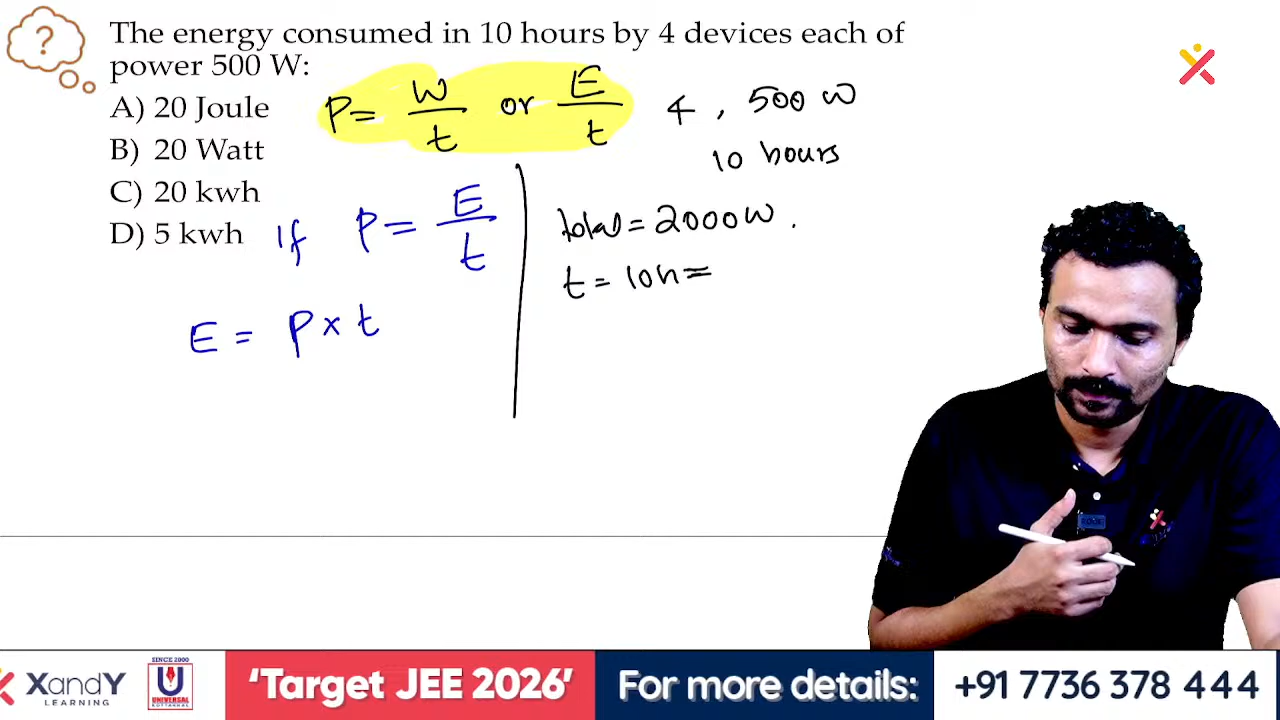 ?
The energy consumed in 10 hours by 4 devices each of
power 500 W:
A) 20 Joule
B) 20 Watt
C) 20 kwh
D) 5 kwh
P = W/t or E/t
4 , 500 W
10 hours
If P = E/t
E = P × t
total = 2000 W.
t = 10h =
XandY
LEARNING
SINCE 2000
U
UNIVERSAL
KOTTAKKAL
'Target JEE 2026'
For more details:
+91 7736 378 444